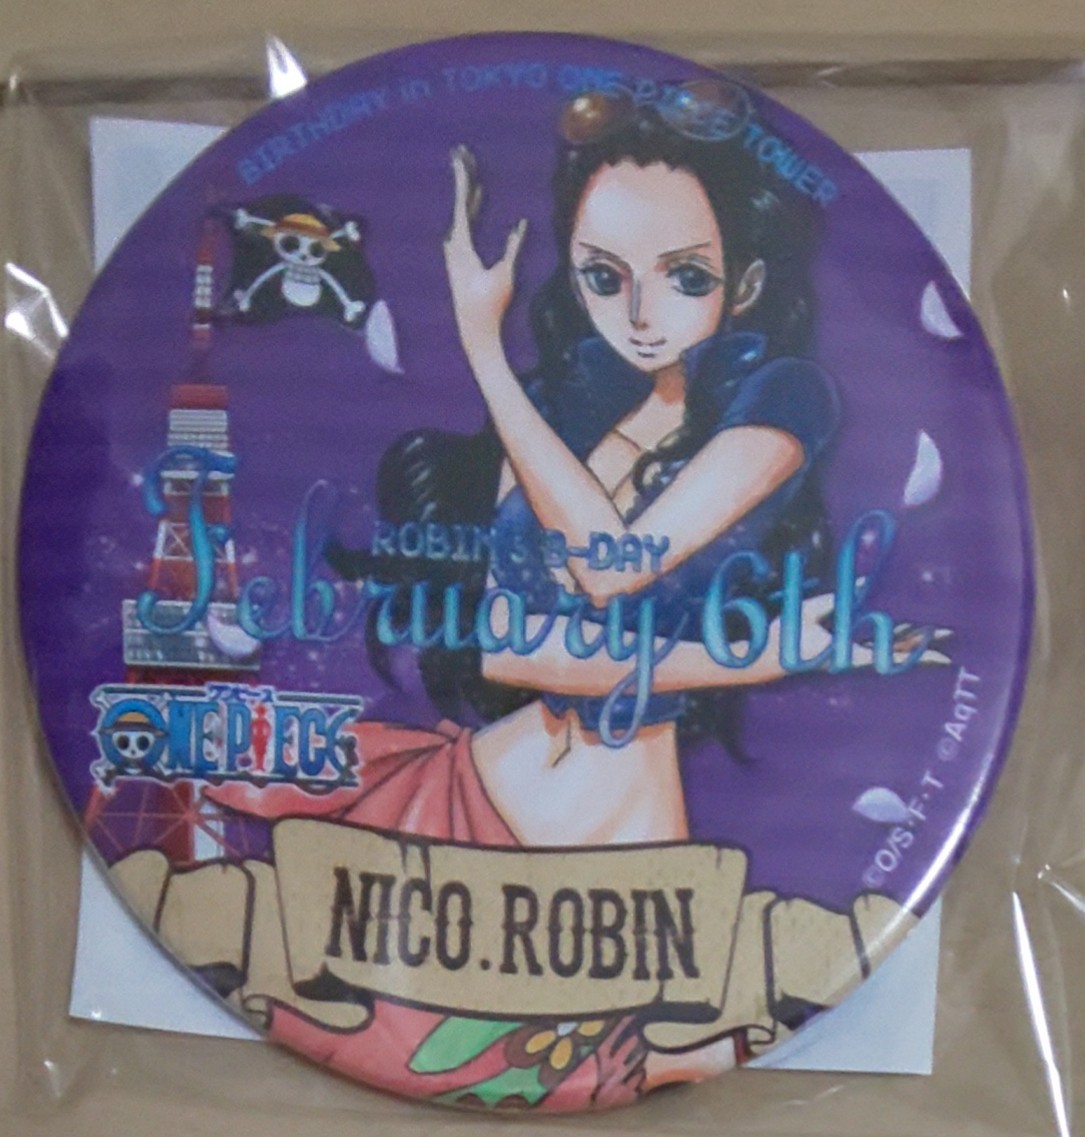 BIRTHDAY in TOKYO ONE PIECE TOWER
ROBIN'S B-DAY
February 6th
ワンピース
ONE PIECE
©O/S・F・T ©AqTT
NICO.ROBIN